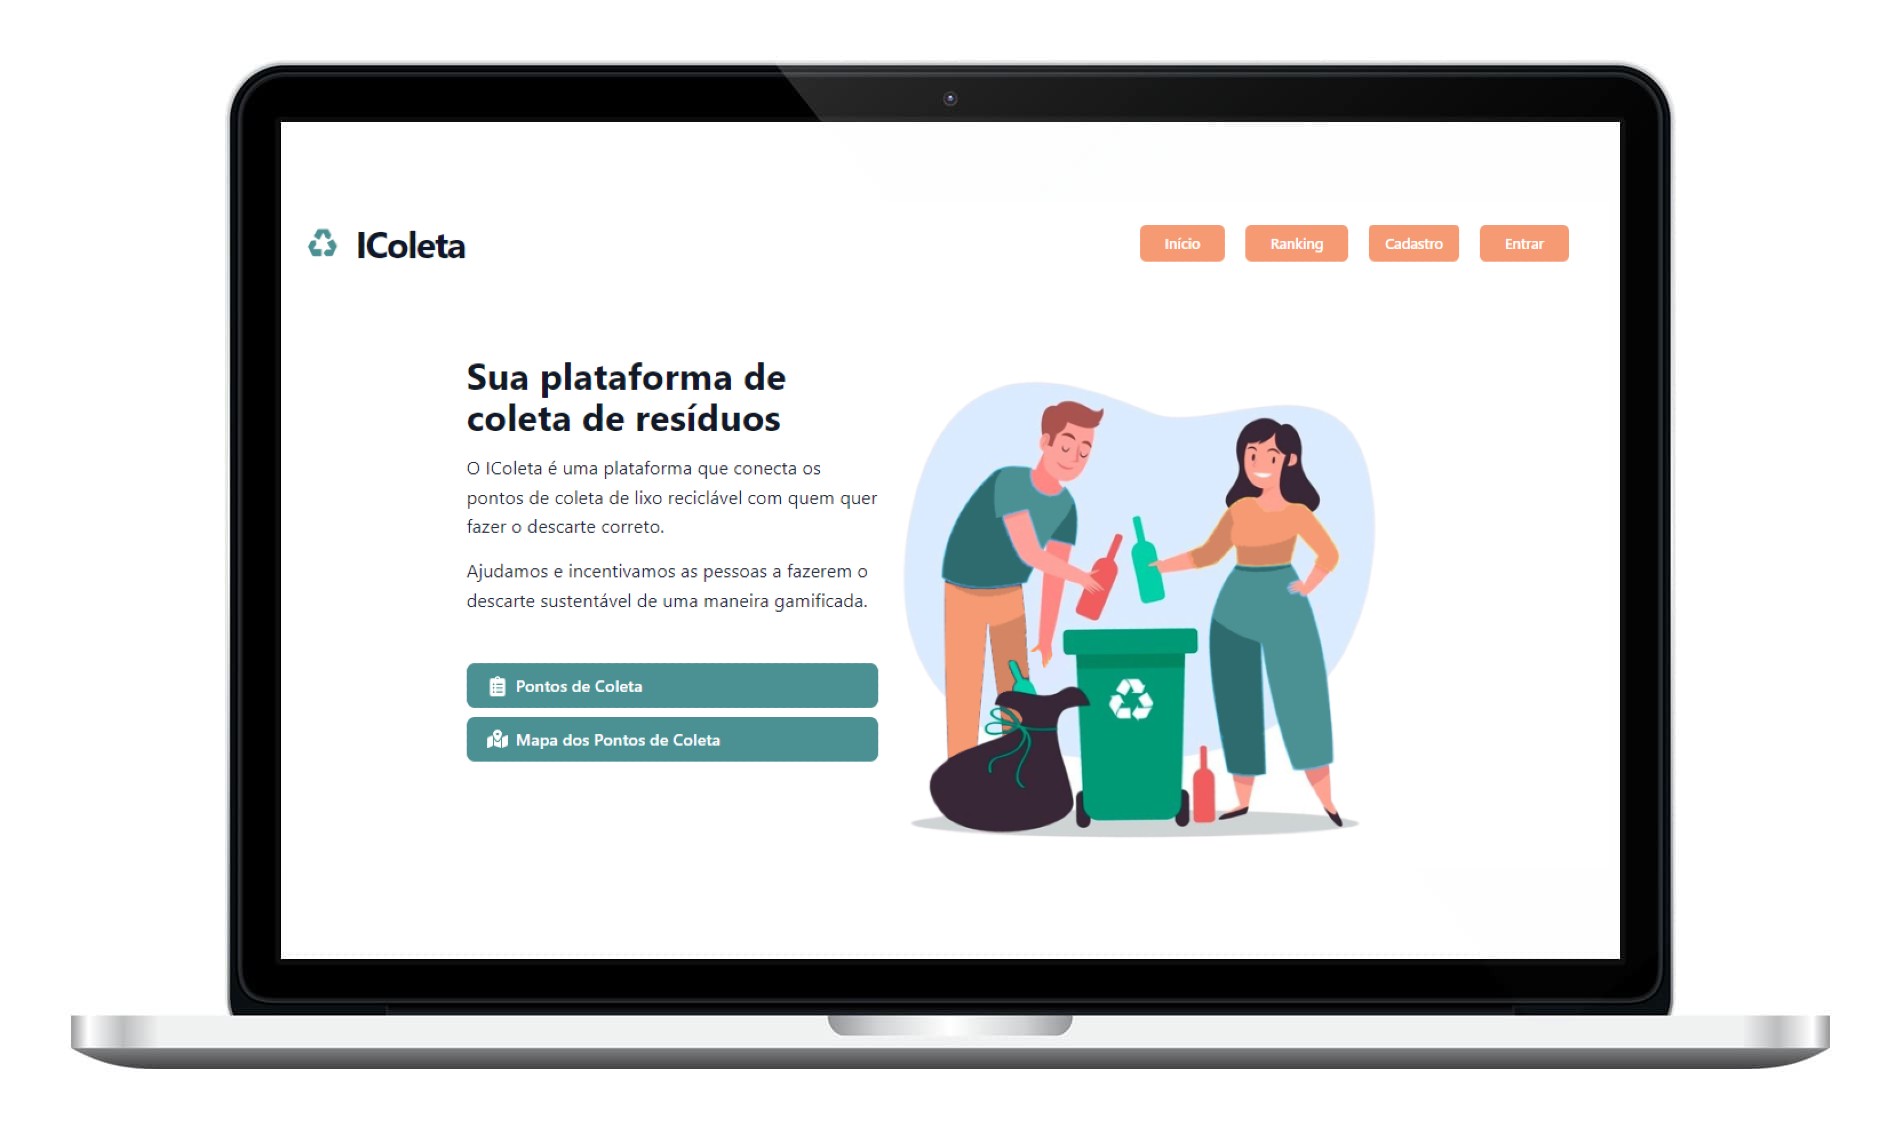 IColeta
Início
Ranking
Cadastro
Entrar
Sua plataforma de
coleta de resíduos
O IColeta é uma plataforma que conecta os
pontos de coleta de lixo reciclável com quem quer
fazer o descarte correto.
Ajudamos e incentivamos as pessoas a fazerem o
descarte sustentável de uma maneira gamificada.
Pontos de Coleta
Mapa dos Pontos de Coleta